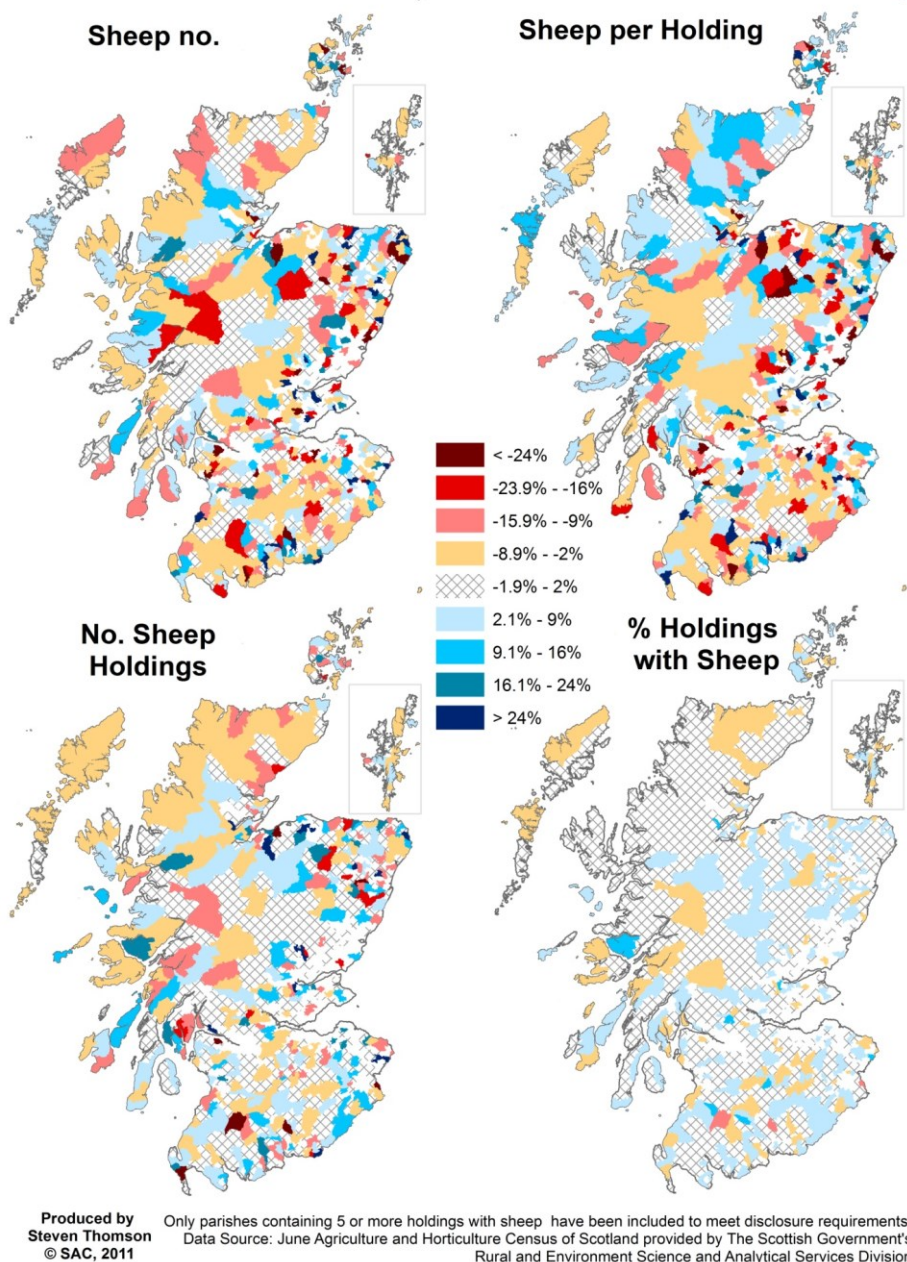 Sheep no.
Sheep per Holding
< -24%
-23.9% - -16%
-15.9% - -9%
-8.9% - -2%
-1.9% - 2%
2.1% - 9%
9.1% - 16%
16.1% - 24%
> 24%
No. Sheep
Holdings
% Holdings
with Sheep
Produced by
Steven Thomson
© SAC, 2011
Only parishes containing 5 or more holdings with sheep have been included to meet disclosure requirements
Data Source: June Agriculture and Horticulture Census of Scotland provided by The Scottish Government's
Rural and Environment Science and Analytical Services Division